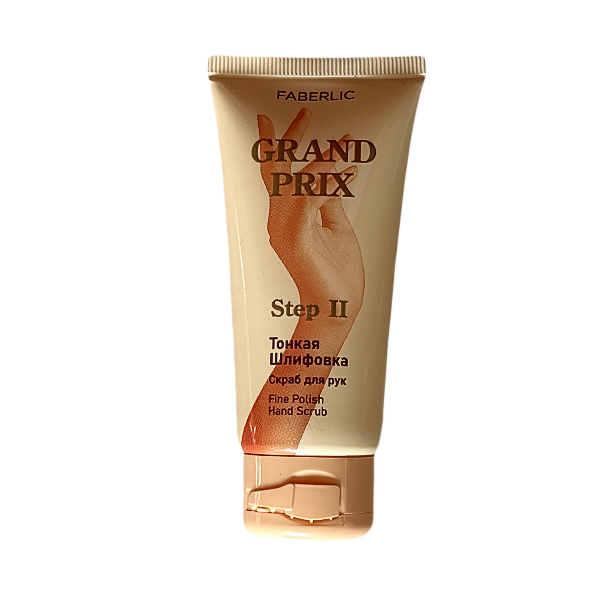 FABERLIC
GRAND
PRIX
Step II
Тонкая
Шлифовка
Скраб для рук
Fine Polish
Hand Scrub